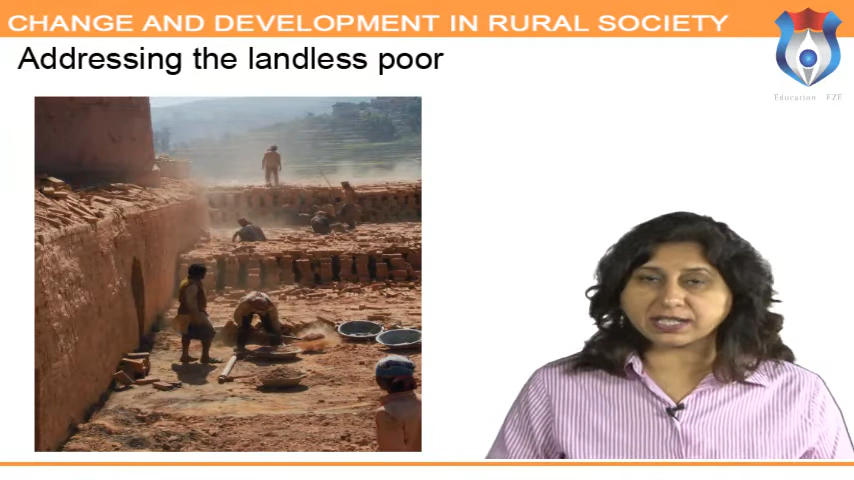 CHANGE AND DEVELOPMENT IN RURAL SOCIETY
Addressing the landless poor
Education FZE